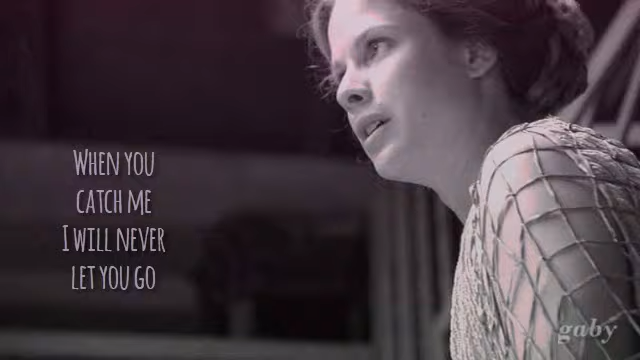 When you
catch me
I will never
let you go
gaby